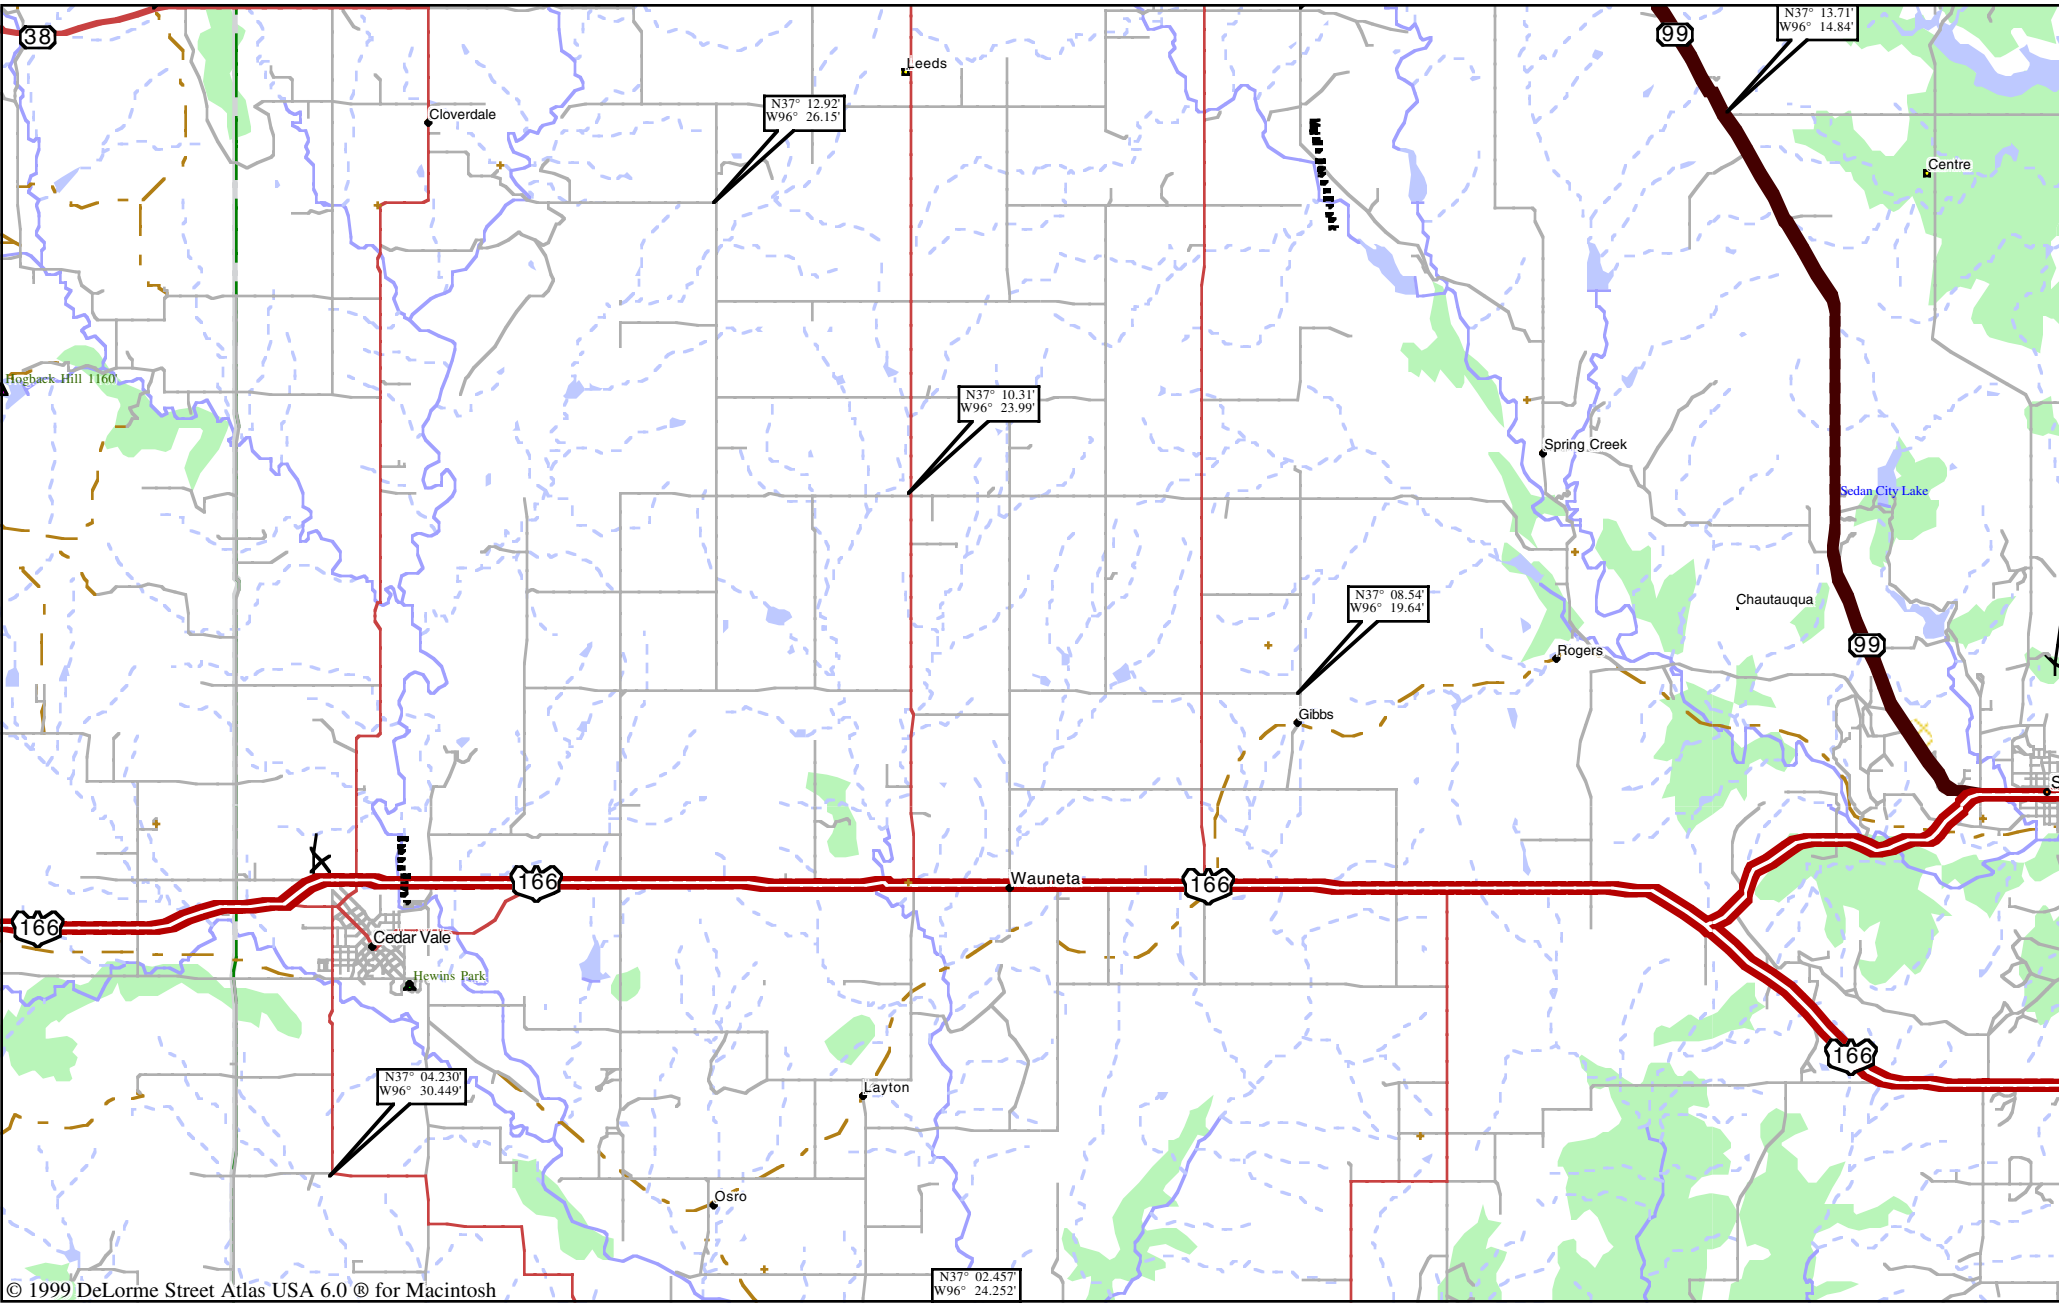 38
99
N37° 13.71'
W96° 14.84'
Leeds
N37° 12.92'
W96° 26.15'
Cloverdale
Centre
Hogback Hill 1160'
N37° 10.31'
W96° 23.99'
Spring Creek
Sedan City Lake
N37° 08.54'
W96° 19.64'
Chautauqua
99
Rogers
Gibbs
S
166
Wauneta
166
166
Cedar Vale
Hewins Park
166
N37° 04.230'
W96° 30.449'
Layton
Osro
N37° 02.457'
W96° 24.252'
© 1999 DeLorme Street Atlas USA 6.0 ® for Macintosh